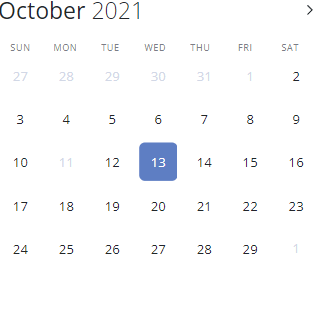 October 2021
SUN MON TUE WED THU FRI SAT
27 28 29 30 31 1 2
3 4 5 6 7 8 9
10 11 12 13 14 15 16
17 18 19 20 21 22 23
24 25 26 27 28 29 1